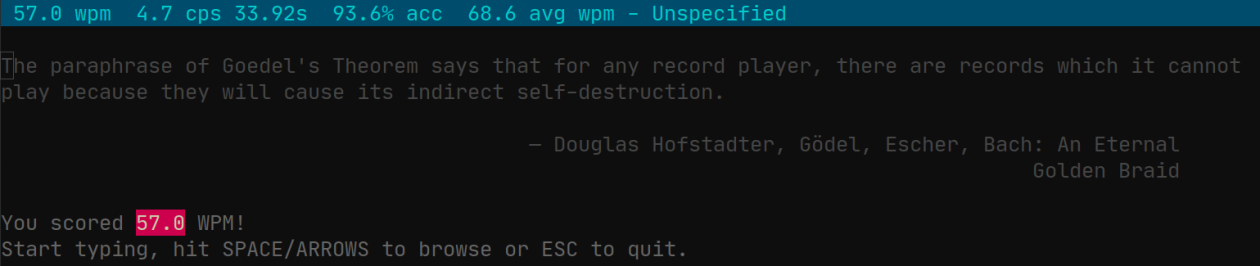 57.0 wpm  4.7 cps 33.92s  93.6% acc  68.6 avg wpm - Unspecified
The paraphrase of Goedel's Theorem says that for any record player, there are records which it cannot
play because they will cause its indirect self-destruction.
— Douglas Hofstadter, Gödel, Escher, Bach: An Eternal
Golden Braid
You scored 57.0 WPM!
Start typing, hit SPACE/ARROWS to browse or ESC to quit.